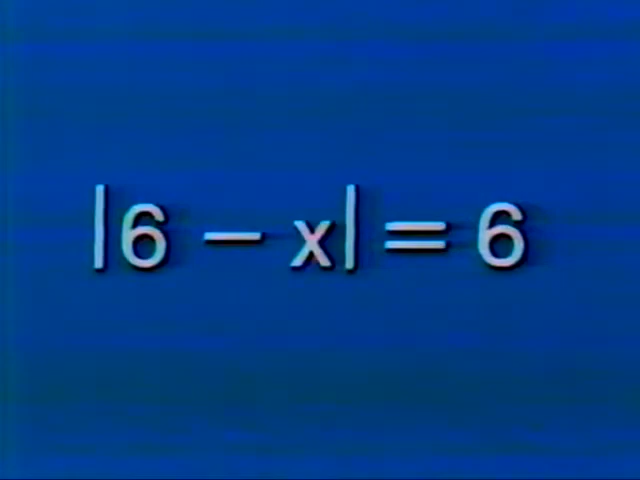 |6 − x| = 6